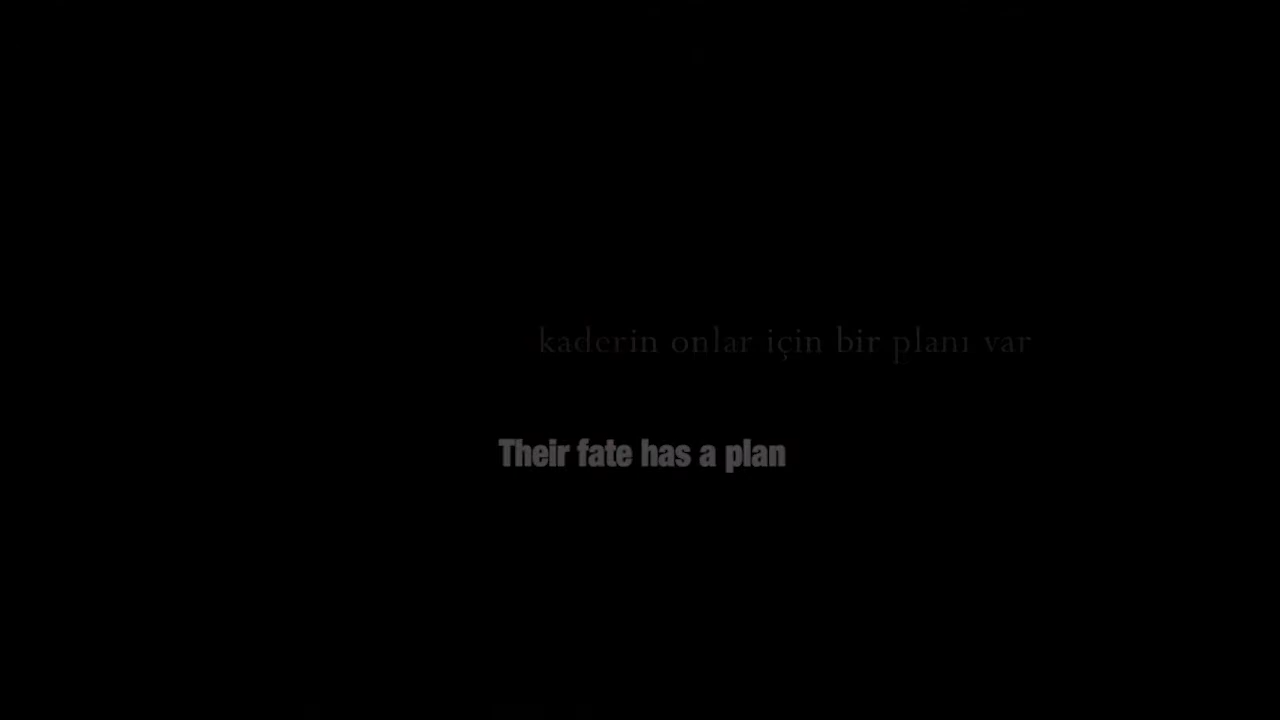 kaderin onlar için bir planı var
Their fate has a plan